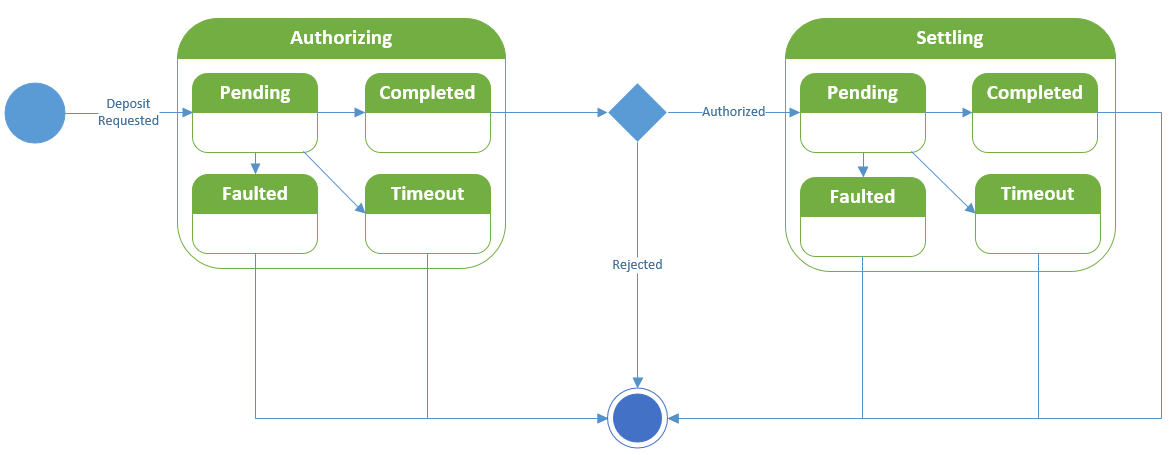 Authorizing
Settling
Pending
Completed
Pending
Completed
Deposit
Requested
Authorized
Faulted
Timeout
Faulted
Timeout
Rejected